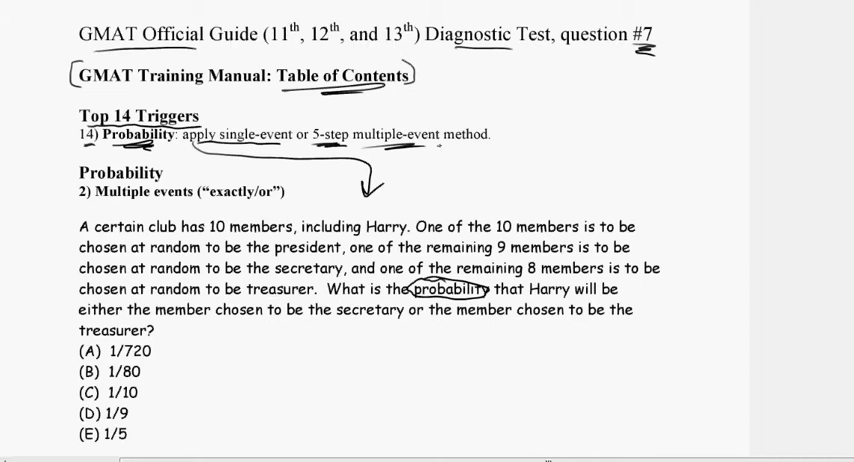 GMAT Official Guide (11th, 12th, and 13th) Diagnostic Test, question #7
GMAT Training Manual: Table of Contents
Top 14 Triggers
14) Probability: apply single-event or 5-step multiple-event method.
Probability
2) Multiple events (“exactly/or”)
A certain club has 10 members, including Harry. One of the 10 members is to be
chosen at random to be the president, one of the remaining 9 members is to be
chosen at random to be the secretary, and one of the remaining 8 members is to be
chosen at random to be treasurer. What is the probability that Harry will be
either the member chosen to be the secretary or the member chosen to be the
treasurer?
(A) 1/720
(B) 1/80
(C) 1/10
(D) 1/9
(E) 1/5